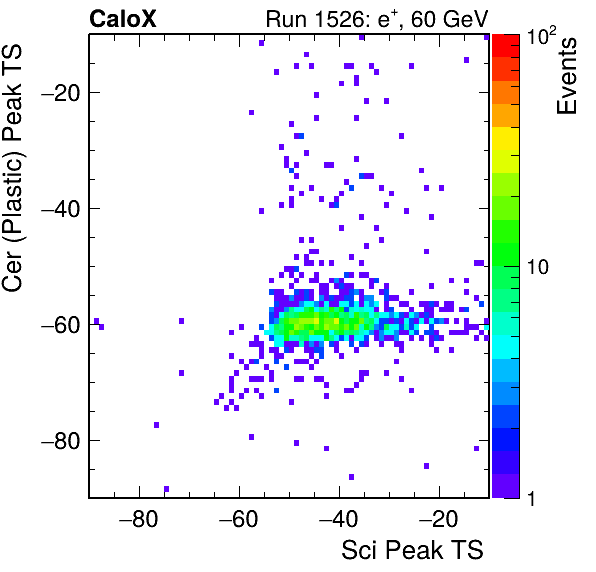 CaloX Run 1526: e⁺, 60 GeV
10²
Events
Cer (Plastic) Peak TS
−20
−40
10
−60
−80
1
−80 −60 −40 −20
Sci Peak TS